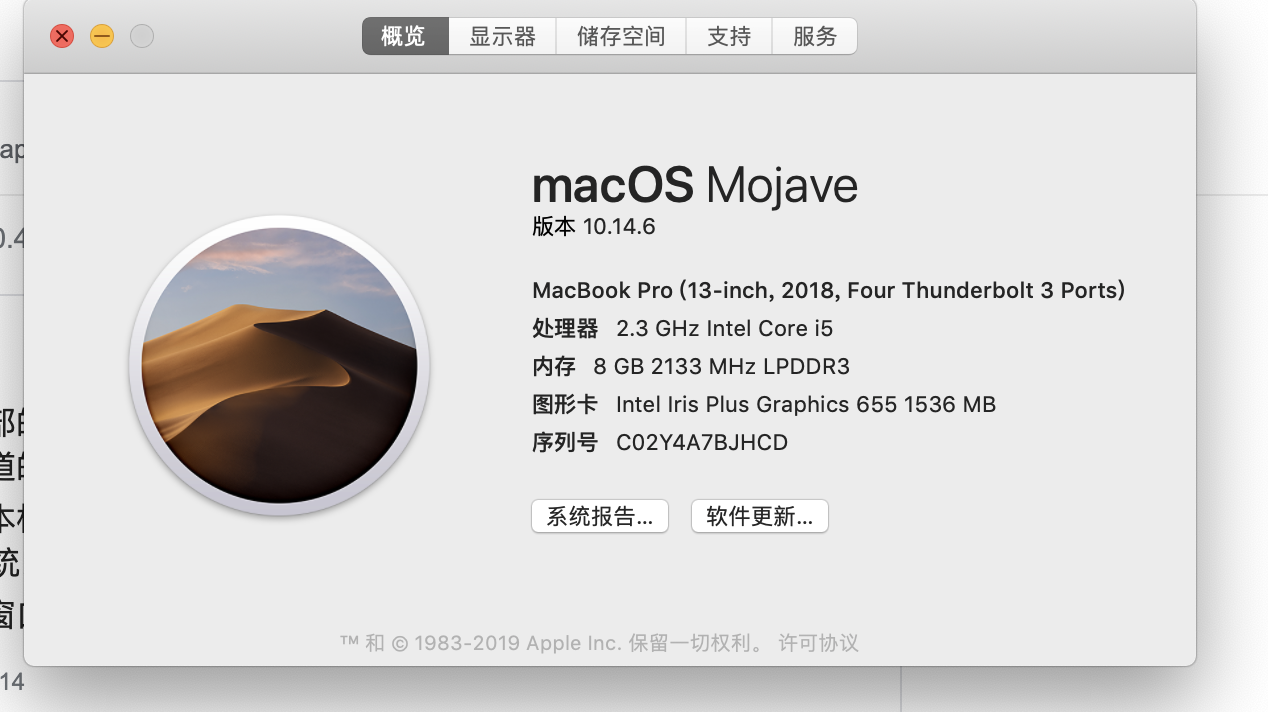 概览 显示器 储存空间 支持 服务
macOS Mojave
版本 10.14.6
MacBook Pro (13-inch, 2018, Four Thunderbolt 3 Ports)
处理器 2.3 GHz Intel Core i5
内存 8 GB 2133 MHz LPDDR3
图形卡 Intel Iris Plus Graphics 655 1536 MB
序列号 C02Y4A7BJHCD
系统报告... 软件更新...
™ 和 © 1983-2019 Apple Inc. 保留一切权利。 许可协议
ap
0.4
部的
道的
本机
统
窗口
14